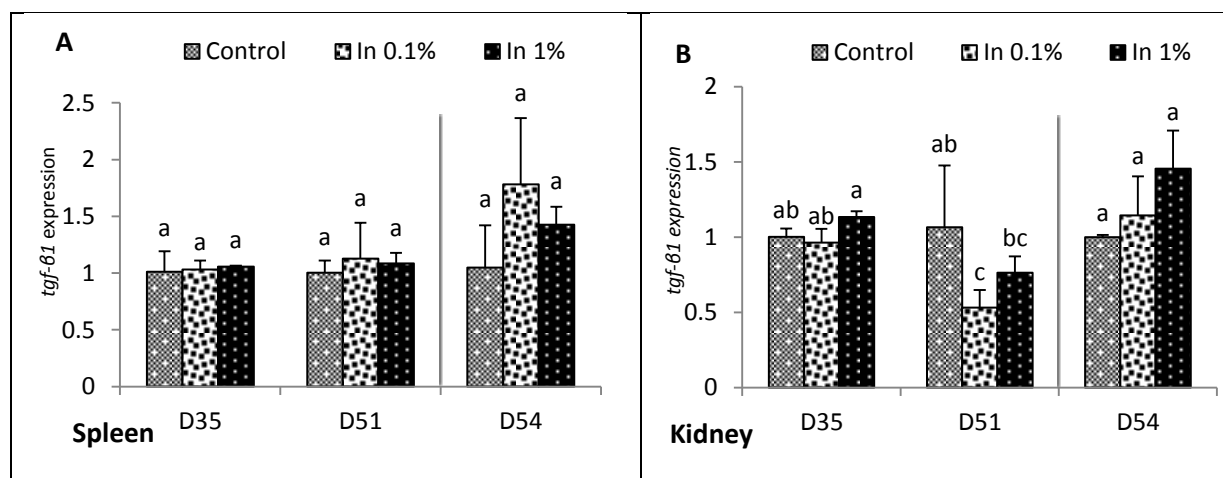 A
Control In 0.1% In 1%
tgf-β1 expression
2.5
2
1.5
1
0.5
0
a a a
a a a
a a a
D35 D51 D54
Spleen
B
Control In 0.1% In 1%
tgf-β1 expression
2
1.5
1
0.5
0
ab ab a
ab c bc
a a a
D35 D51 D54
Kidney